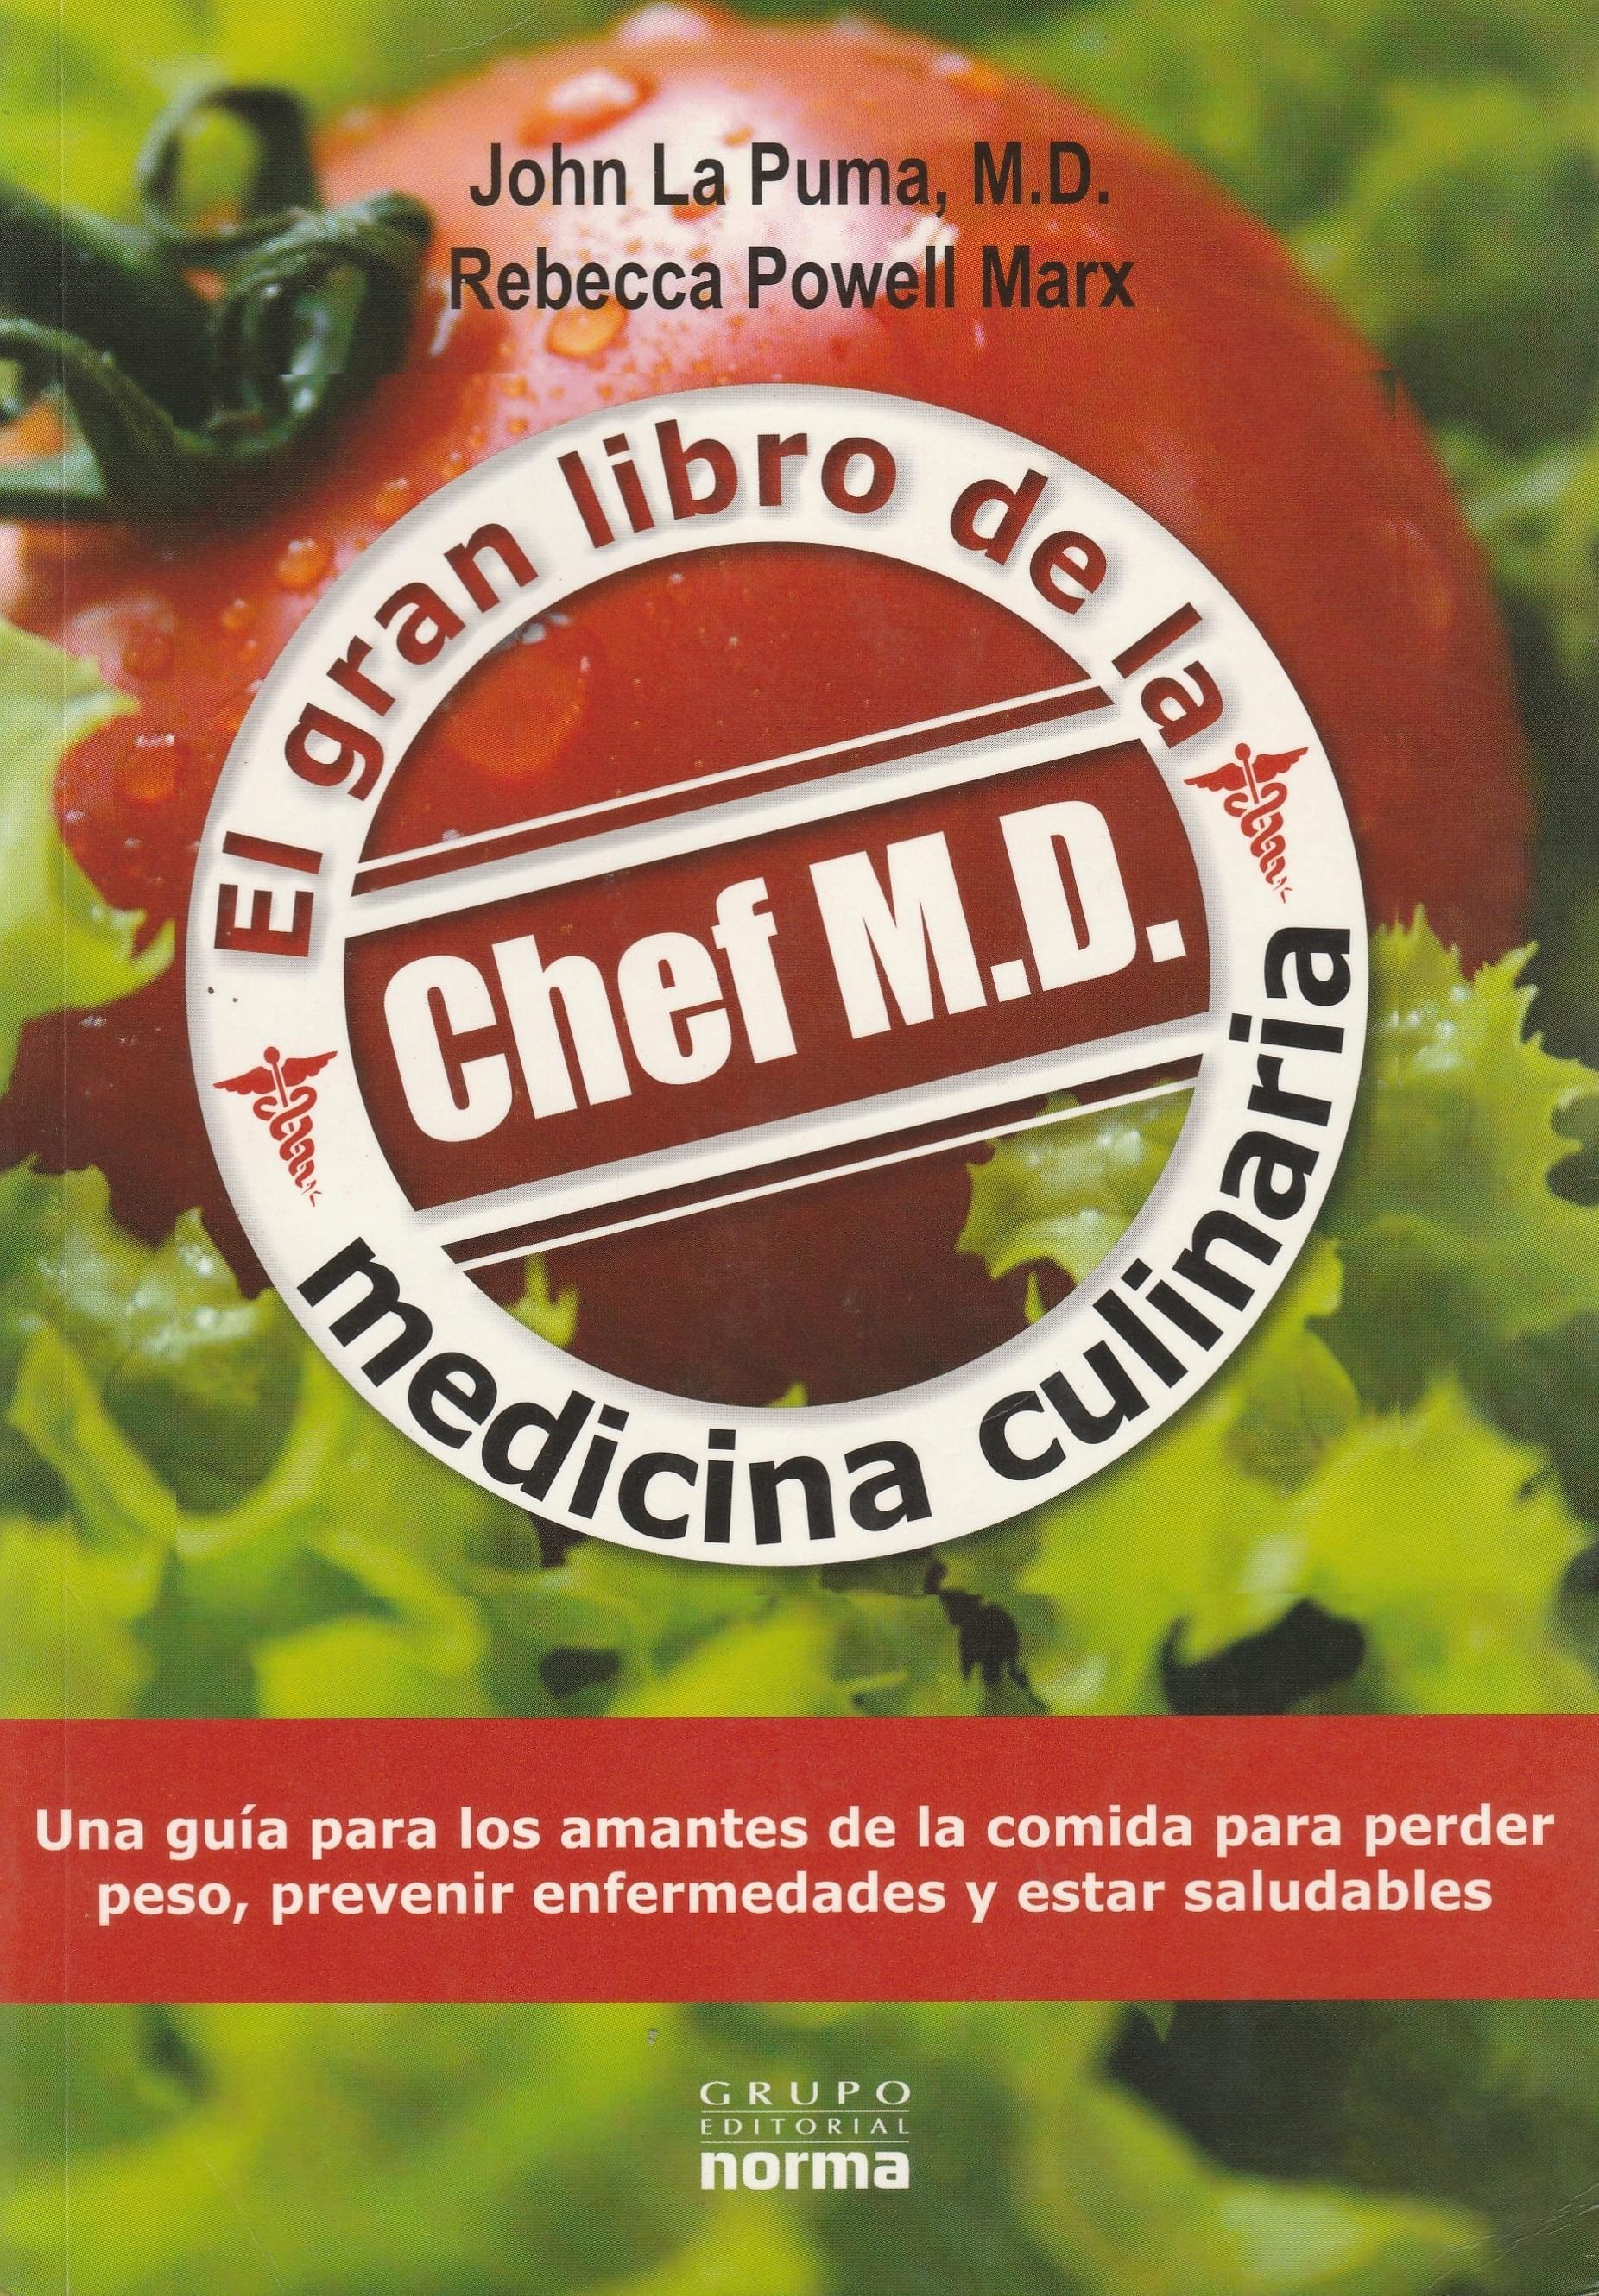 John La Puma, M.D.
Rebecca Powell Marx
El gran libro de la
Chef M.D.
medicina culinaria
Una guía para los amantes de la comida para perder
peso, prevenir enfermedades y estar saludables
GRUPO
EDITORIAL
norma